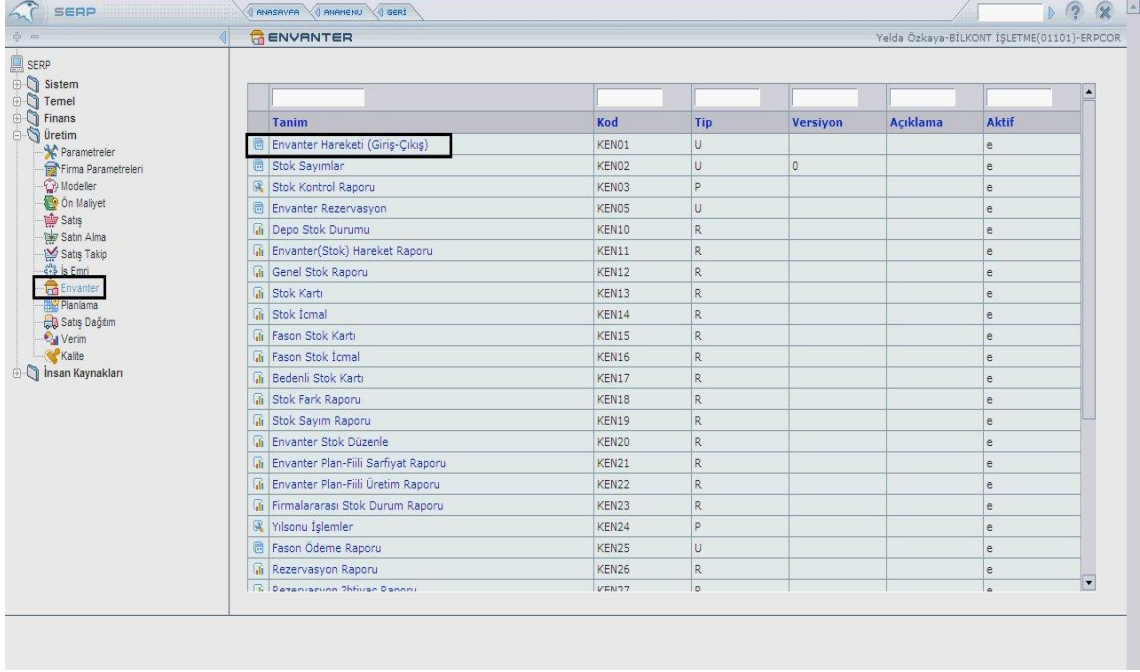 SERP
ANASAYFA ANAMENU GERİ
ENVANTER
Yelda Özkaya-BİLKONT İŞLETME(01101)-ERPCOR
SERP
Sistem
Temel
Finans
Üretim
Parametreler
Firma Parametreleri
Modeller
Ön Maliyet
Satış
Satın Alma
Satış Takip
İş Emri
Envanter
Planlama
Satış Dağıtım
Verim
Kalite
İnsan Kaynakları
Tanim Kod Tip Versiyon Açıklama Aktif
Envanter Hareketi (Giriş-Çıkış) KEN01 U e
Stok Sayımlar KEN02 U 0 e
Stok Kontrol Raporu KEN03 P e
Envanter Rezervasyon KEN05 U e
Depo Stok Durumu KEN10 R e
Envanter(Stok) Hareket Raporu KEN11 R e
Genel Stok Raporu KEN12 R e
Stok Kartı KEN13 R e
Stok İcmal KEN14 R e
Fason Stok Kartı KEN15 R e
Fason Stok İcmal KEN16 R e
Bedenli Stok Kartı KEN17 R e
Stok Fark Raporu KEN18 R e
Stok Sayım Raporu KEN19 R e
Envanter Stok Düzenle KEN20 R e
Envanter Plan-Fiili Sarfiyat Raporu KEN21 R e
Envanter Plan-Fiili Üretim Raporu KEN22 R e
Firmalararası Stok Durum Raporu KEN23 R e
Yılsonu İşlemler KEN24 P e
Fason Ödeme Raporu KEN25 U e
Rezervasyon Raporu KEN26 R e
Rezervasyon ?htiyaç Raporu KEN27 R e